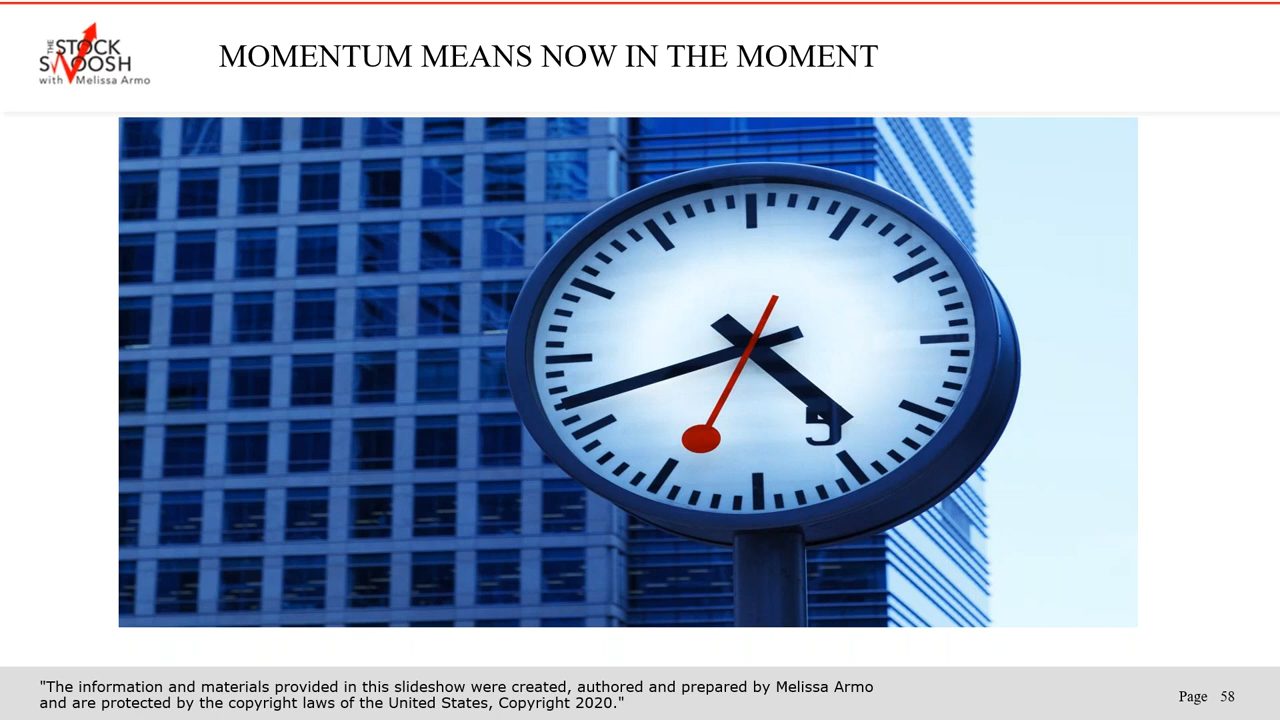 THE
STOCK
SWOOSH
with Melissa Armo
MOMENTUM MEANS NOW IN THE MOMENT
5
"The information and materials provided in this slideshow were created, authored and prepared by Melissa Armo
and are protected by the copyright laws of the United States, Copyright 2020."
Page 58